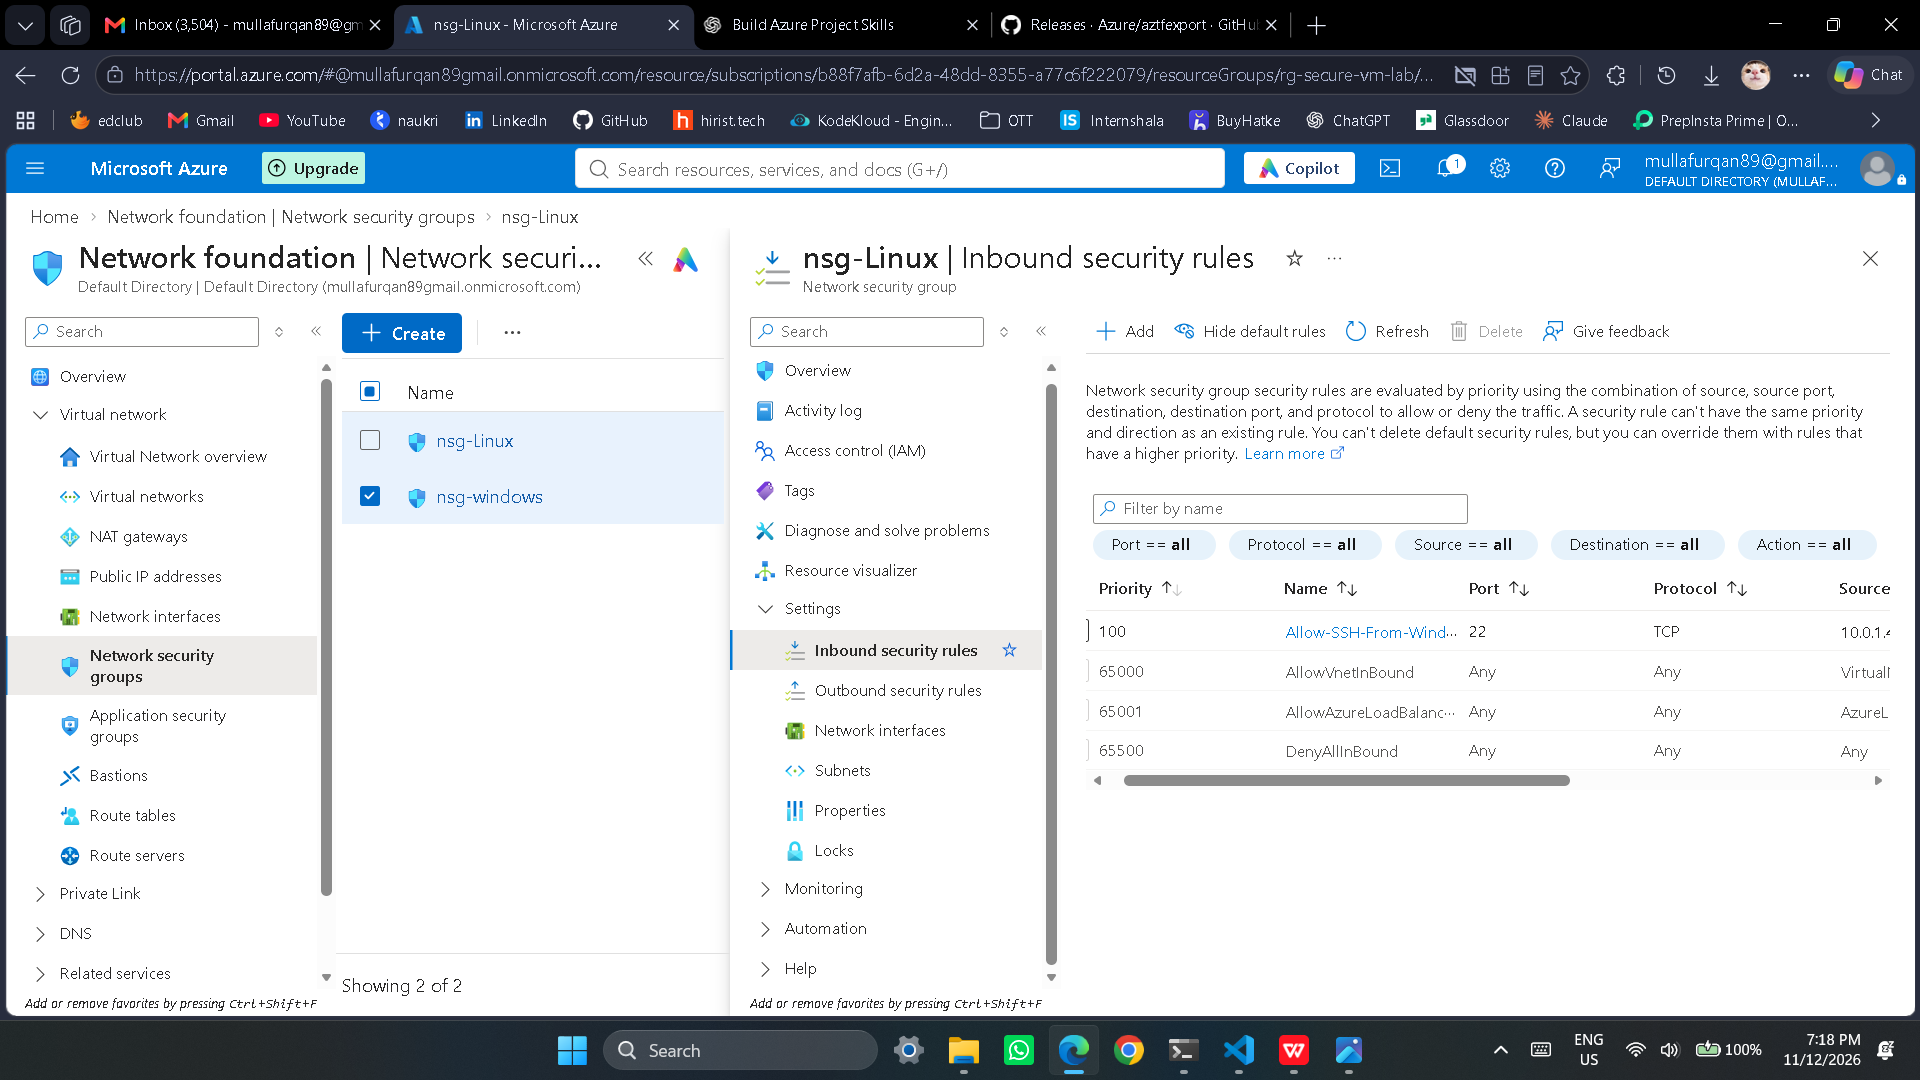 Inbox (3,504) - mullafurqan89@gm
nsg-Linux - Microsoft Azure
Build Azure Project Skills
Releases · Azure/aztfexport · GitHu
https://portal.azure.com/#@mullafurqan89gmail.onmicrosoft.com/resource/subscriptions/b88f7afb-6d2a-48dd-8355-a77c6f222079/resourceGroups/rg-secure-vm-lab/...
Chat
edclub
Gmail
YouTube
naukri
LinkedIn
GitHub
hirist.tech
KodeKloud - Engin...
OTT
Internshala
BuyHatke
ChatGPT
Glassdoor
Claude
PrepInsta Prime | O...
Microsoft Azure
Upgrade
Search resources, services, and docs (G+/)
Copilot
1
mullafurqan89@gmail....
DEFAULT DIRECTORY (MULLAF...
Home > Network foundation | Network security groups > nsg-Linux
Network foundation | Network securi...
Default Directory | Default Directory (mullafurqan89gmail.onmicrosoft.com)
Search
Overview
Virtual network
Virtual Network overview
Virtual networks
NAT gateways
Public IP addresses
Network interfaces
Network security
groups
Application security
groups
Bastions
Route tables
Route servers
Private Link
DNS
Related services
Add or remove favorites by pressing Ctrl+Shift+F
Create
...
Name
nsg-Linux
nsg-windows
Showing 2 of 2
nsg-Linux | Inbound security rules
Network security group
Search
Overview
Activity log
Access control (IAM)
Tags
Diagnose and solve problems
Resource visualizer
Settings
Inbound security rules
Outbound security rules
Network interfaces
Subnets
Properties
Locks
Monitoring
Automation
Help
Add or remove favorites by pressing Ctrl+Shift+F
Add
Hide default rules
Refresh
Delete
Give feedback
Network security group security rules are evaluated by priority using the combination of source, source port,
destination, destination port, and protocol to allow or deny the traffic. A security rule can't have the same priority
and direction as an existing rule. You can't delete default security rules, but you can override them with rules that
have a higher priority. Learn more
Filter by name
Port == all
Protocol == all
Source == all
Destination == all
Action == all
Priority Name Port Protocol Source
100 Allow-SSH-From-Wind... 22 TCP 10.0.1.4
65000 AllowVnetInBound Any Any Virtual
65001 AllowAzureLoadBalanc... Any Any AzureL
65500 DenyAllInBound Any Any Any
Search
ENG
US
100%
7:18 PM
11/12/2026